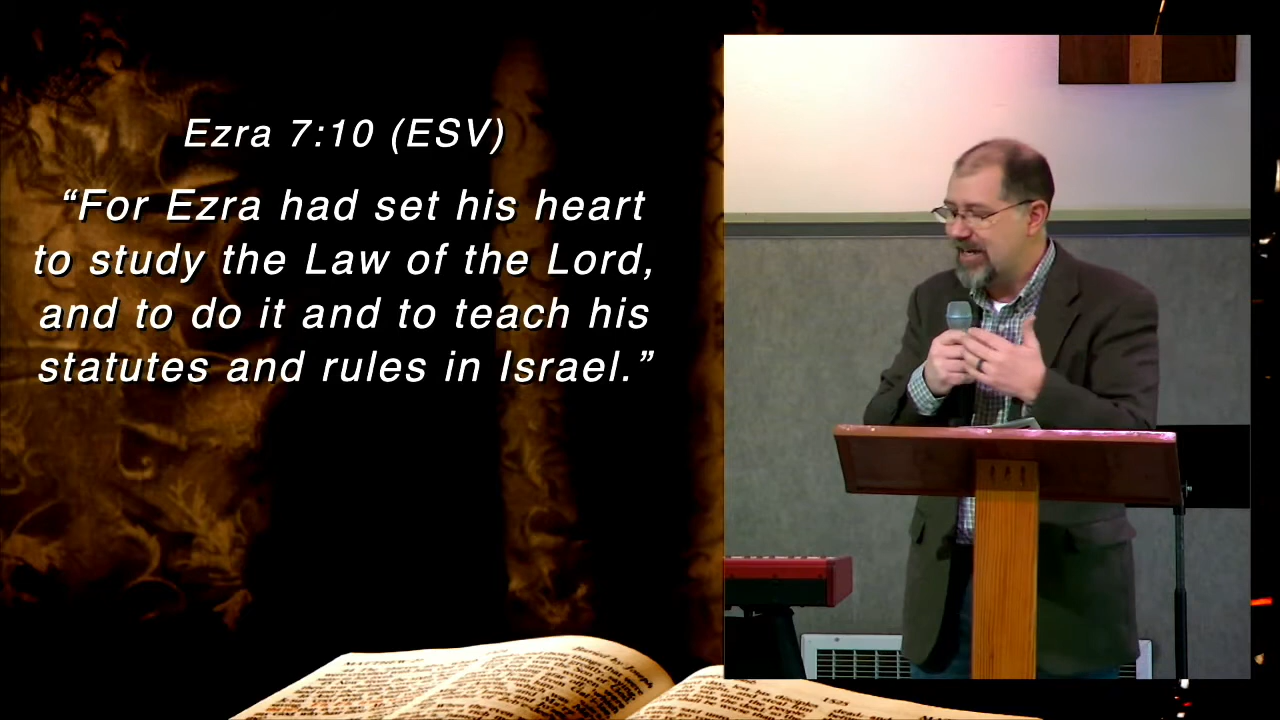 Ezra 7:10 (ESV)
“For Ezra had set his heart
to study the Law of the Lord,
and to do it and to teach his
statutes and rules in Israel.”